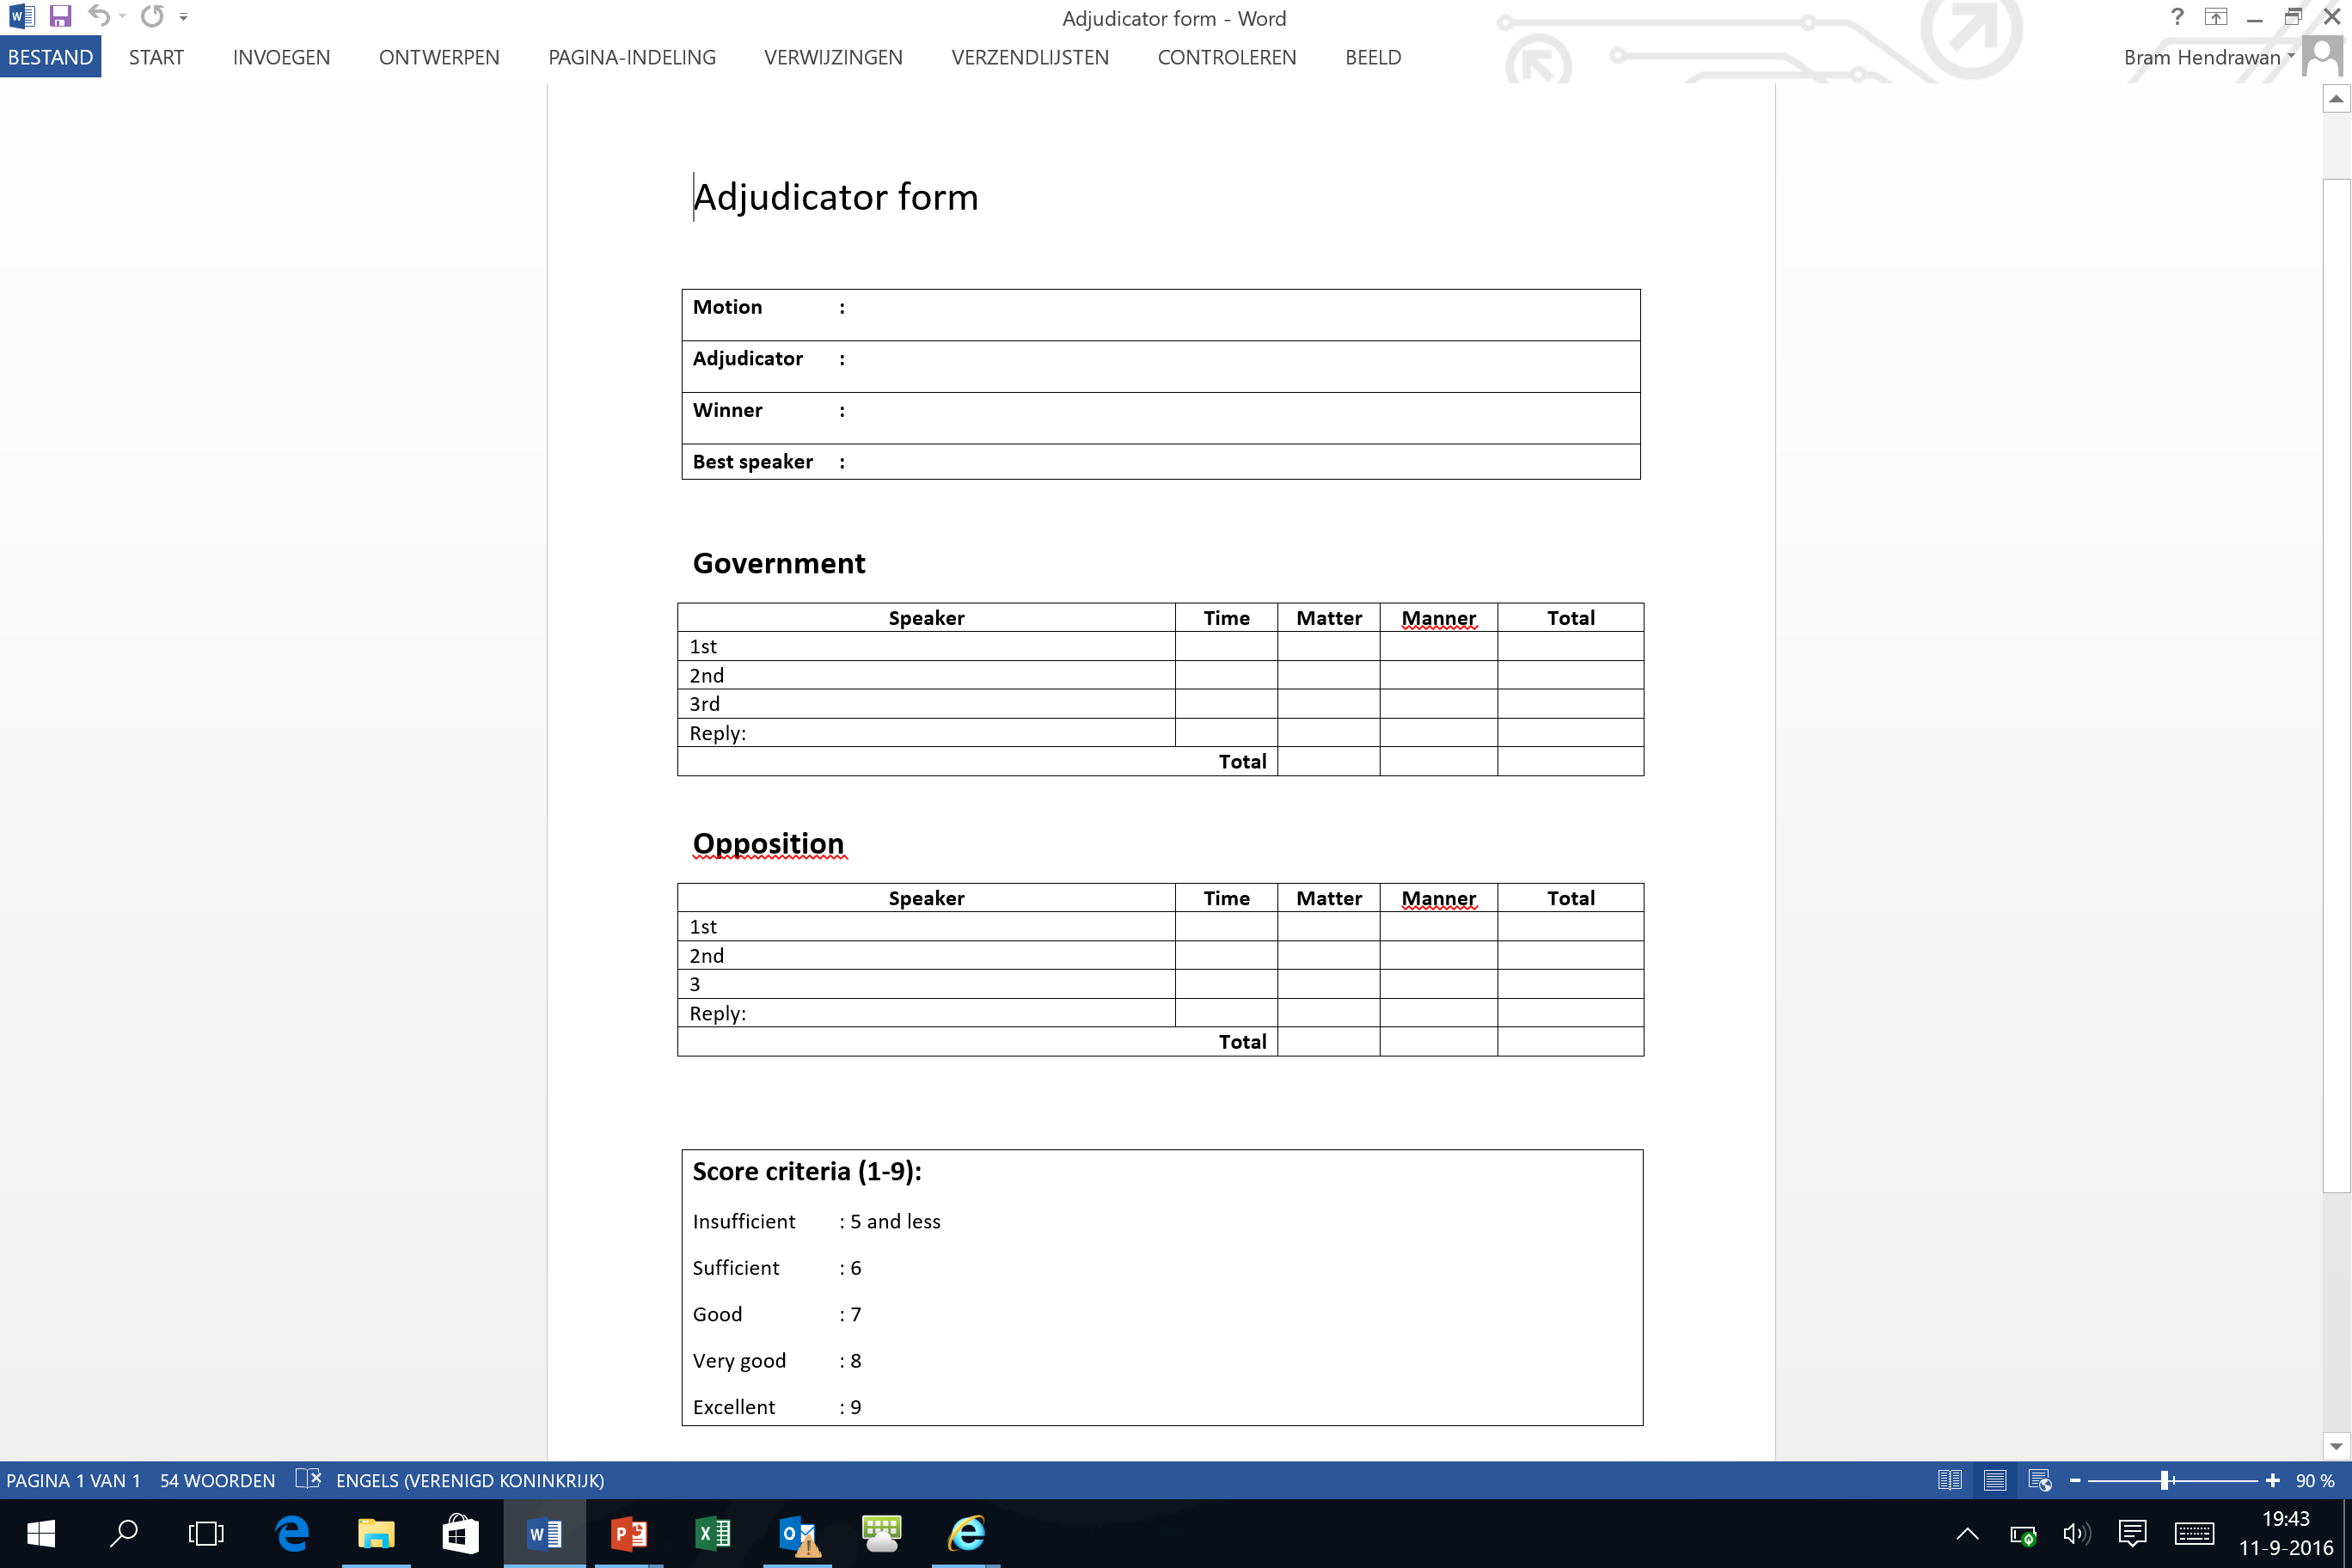 Adjudicator form - Word
BESTAND START INVOEGEN ONTWERPEN PAGINA-INDELING VERWIJZINGEN VERZENDLIJSTEN CONTROLEREN BEELD Bram Hendrawan
Adjudicator form
Motion :
Adjudicator :
Winner :
Best speaker :
Government
Speaker Time Matter Manner Total
1st
2nd
3rd
Reply:
Total
Opposition
Speaker Time Matter Manner Total
1st
2nd
3
Reply:
Total
Score criteria (1-9):
Insufficient : 5 and less
Sufficient : 6
Good : 7
Very good : 8
Excellent : 9
PAGINA 1 VAN 1 54 WOORDEN ENGELS (VERENIGD KONINKRIJK) 90 %
19:43
11-9-2016